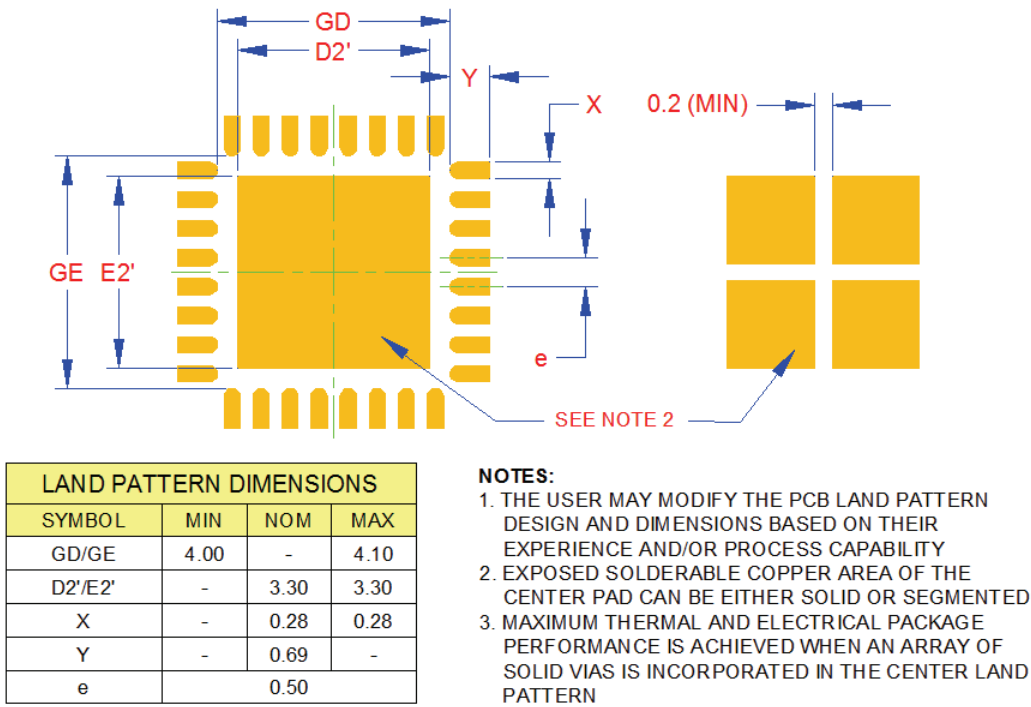 GD
D2'
Y
X
0.2 (MIN)
GE E2'
e
SEE NOTE 2
LAND PATTERN DIMENSIONS
SYMBOL MIN NOM MAX
GD/GE 4.00 - 4.10
D2'/E2' - 3.30 3.30
X - 0.28 0.28
Y - 0.69 -
e 0.50
NOTES:
1. THE USER MAY MODIFY THE PCB LAND PATTERN
DESIGN AND DIMENSIONS BASED ON THEIR
EXPERIENCE AND/OR PROCESS CAPABILITY
2. EXPOSED SOLDERABLE COPPER AREA OF THE
CENTER PAD CAN BE EITHER SOLID OR SEGMENTED
3. MAXIMUM THERMAL AND ELECTRICAL PACKAGE
PERFORMANCE IS ACHIEVED WHEN AN ARRAY OF
SOLID VIAS IS INCORPORATED IN THE CENTER LAND
PATTERN